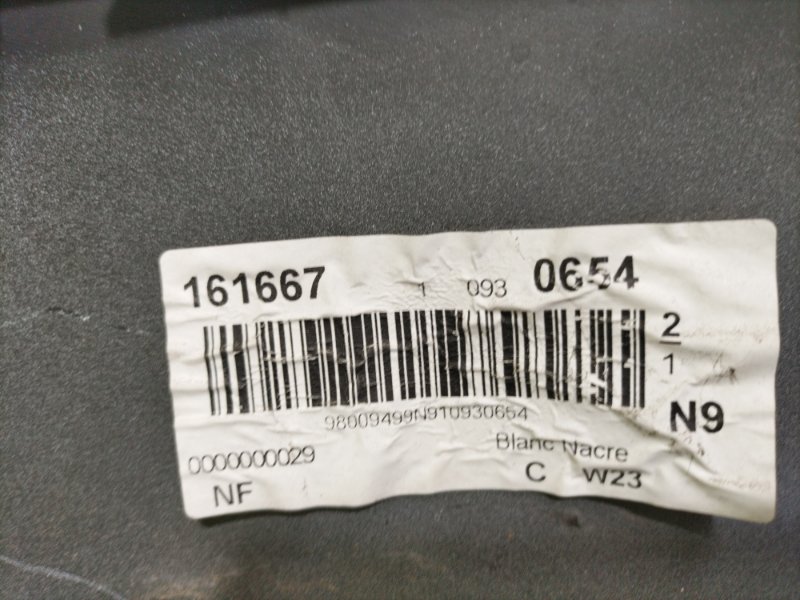 161667 1 093 0654
2
1
98009499N910930654
N9
0000000029
Blanc Nacre
NF C W23